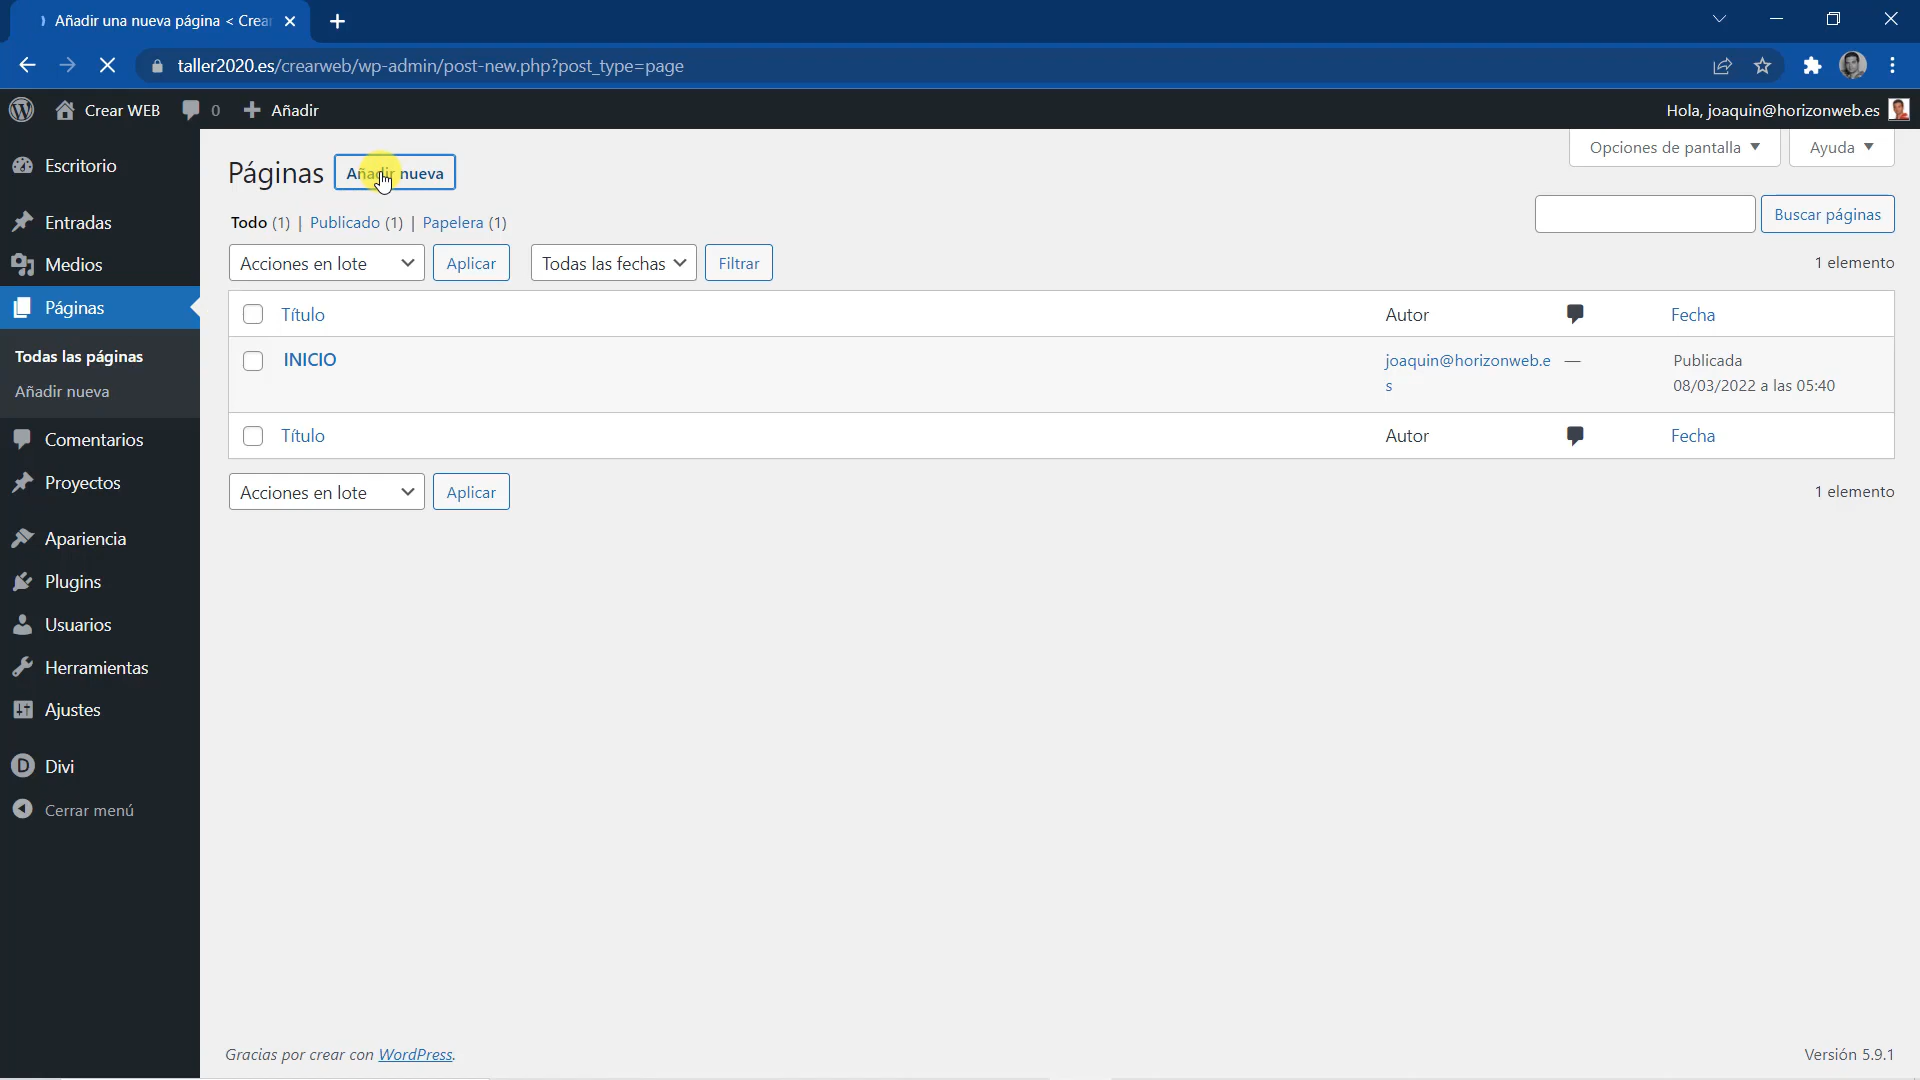 Añadir una nueva página < Crea
taller2020.es/crearweb/wp-admin/post-new.php?post_type=page
Crear WEB 0 Añadir Hola, joaquin@horizonweb.es
Escritorio
Entradas
Medios
Páginas
Todas las páginas
Añadir nueva
Comentarios
Proyectos
Apariencia
Plugins
Usuarios
Herramientas
Ajustes
D Divi
Cerrar menú
Opciones de pantalla Ayuda
Páginas Añadir nueva
Todo (1) | Publicado (1) | Papelera (1)
Buscar páginas
Acciones en lote Aplicar Todas las fechas Filtrar 1 elemento
Título Autor Fecha
INICIO joaquin@horizonweb.e — Publicada
s 08/03/2022 a las 05:40
Título Autor Fecha
Acciones en lote Aplicar 1 elemento
Gracias por crear con WordPress. Versión 5.9.1